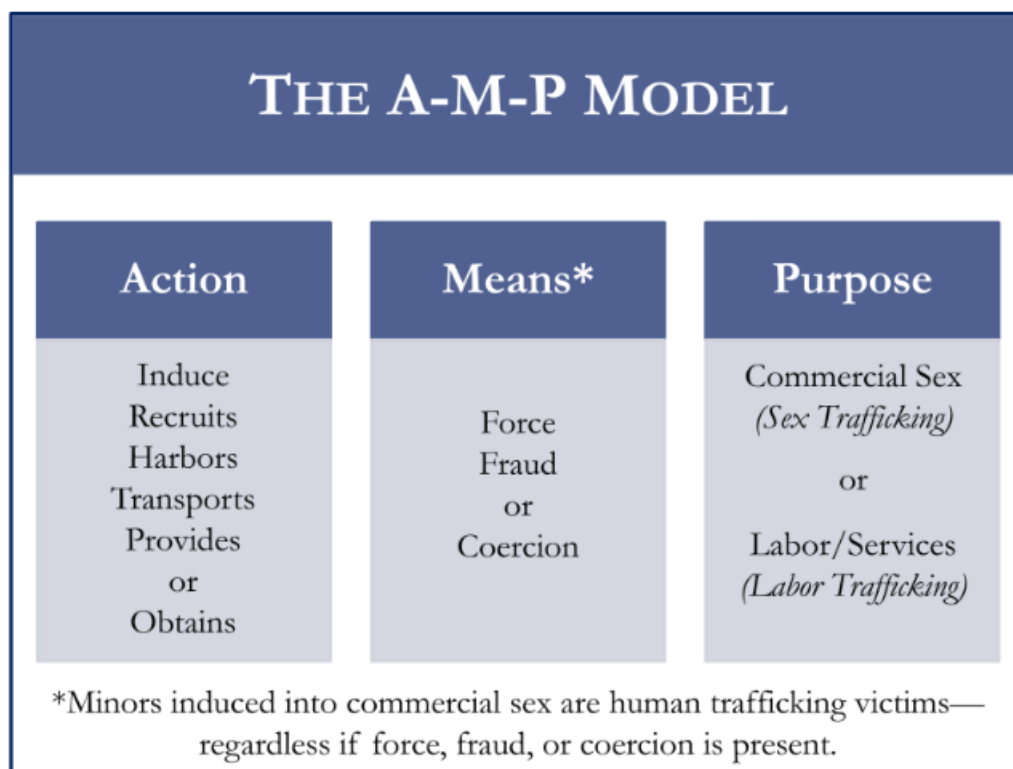 THE A-M-P MODEL
Action
Induce
Recruits
Harbors
Transports
Provides
or
Obtains
Means*
Force
Fraud
or
Coercion
Purpose
Commercial Sex
(Sex Trafficking)
or
Labor/Services
(Labor Trafficking)
*Minors induced into commercial sex are human trafficking victims—
regardless if force, fraud, or coercion is present.